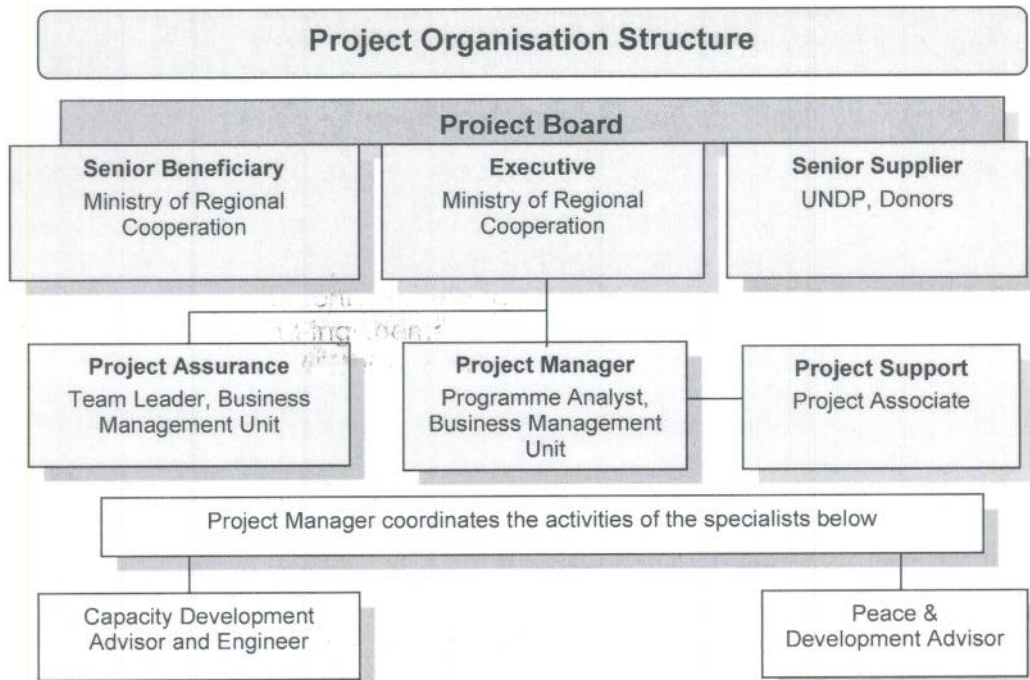 Project Organisation Structure
Project Board
Senior Beneficiary
Ministry of Regional
Cooperation
Executive
Ministry of Regional
Cooperation
Senior Supplier
UNDP, Donors
Project Assurance
Team Leader, Business
Management Unit
Project Manager
Programme Analyst,
Business Management
Unit
Project Support
Project Associate
Project Manager coordinates the activities of the specialists below
Capacity Development
Advisor and Engineer
Peace &
Development Advisor